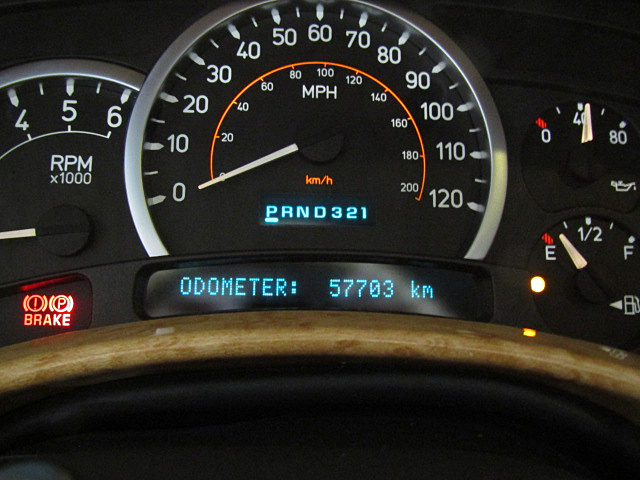 4 5 6
RPM
x1000
0 10 20 30 40 50 60 70 80 90 100 110 120
MPH
20 40 60 80 100 120 140 160 180 200
km/h
PRND321
0 40 80
E 1/2 F
BRAKE
ODOMETER: 57703 km